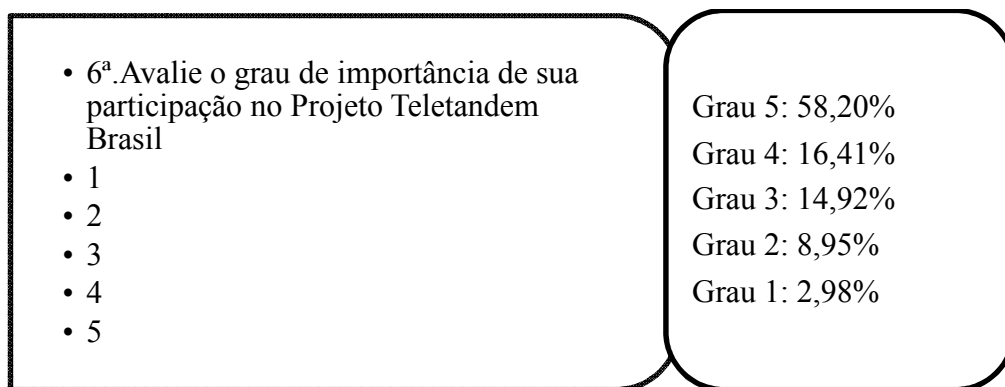 • 6ª.Avalie o grau de importância de sua
participação no Projeto Teletandem
Brasil
• 1
• 2
• 3
• 4
• 5
Grau 5: 58,20%
Grau 4: 16,41%
Grau 3: 14,92%
Grau 2: 8,95%
Grau 1: 2,98%